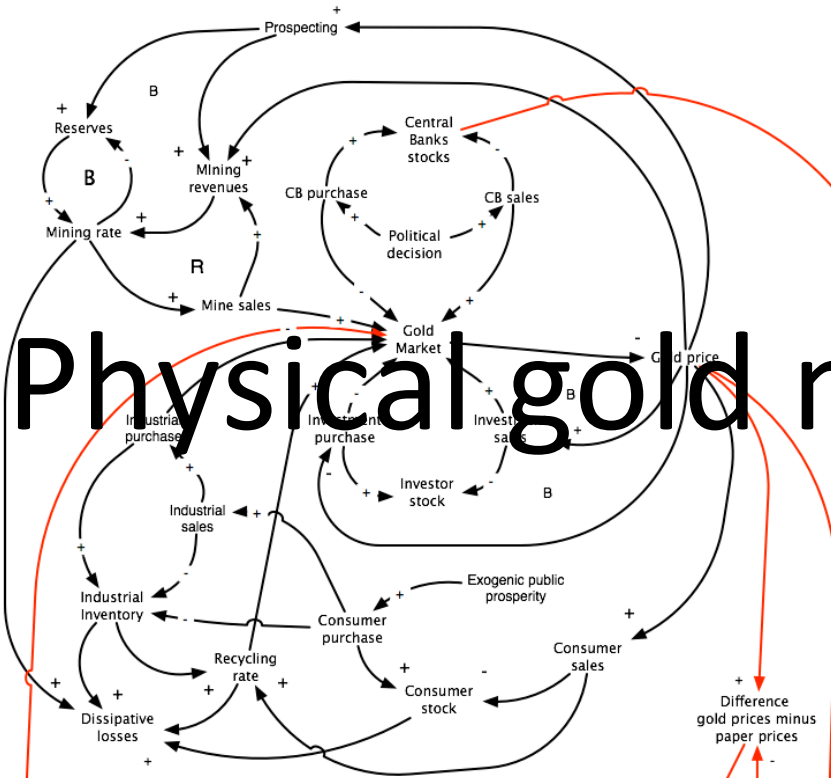 +
Prospecting
B
+
Reserves
-
B
+
+
MIning
revenues
+
+
Mining rate
+
R
+
Mine sales
+
Central
Banks
stocks
+
-
CB purchase
CB sales
+
+
Political
decision
-
+
Gold
Market
-
-
Gold price
Physical gold
+
-
+
B
Industrial
purchase
Investment
purchase
+
+
-
+
-
Investor
stock
B
Industrial
sales
+
+
-
Exogenic public
prosperity
+
Industrial
Inventory
-
Consumer
purchase
+
Consumer
sales
Recycling
rate
+
-
+
+
+
+
Consumer
stock
+
Dissipative
losses
+
Difference
gold prices minus
paper prices
-